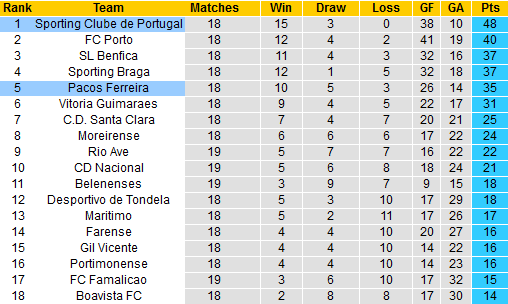 Rank Team Matches Win Draw Loss GF GA Pts
1 Sporting Clube de Portugal 18 15 3 0 38 10 48
2 FC Porto 18 12 4 2 41 19 40
3 SL Benfica 18 11 4 3 32 16 37
4 Sporting Braga 18 12 1 5 32 18 37
5 Pacos Ferreira 18 10 5 3 26 14 35
6 Vitoria Guimaraes 18 9 4 5 22 17 31
7 C.D. Santa Clara 18 7 4 7 20 21 25
8 Moreirense 18 6 6 6 17 22 24
9 Rio Ave 19 5 7 7 16 22 22
10 CD Nacional 19 5 6 8 18 24 21
11 Belenenses 19 3 9 7 9 15 18
12 Desportivo de Tondela 18 5 3 10 17 29 18
13 Maritimo 18 5 2 11 17 26 17
14 Farense 18 4 4 10 17 20 16
15 Gil Vicente 18 4 4 10 14 22 16
16 Portimonense 18 4 4 10 14 23 16
17 FC Famalicao 19 3 6 10 17 32 15
18 Boavista FC 18 2 8 8 17 30 14